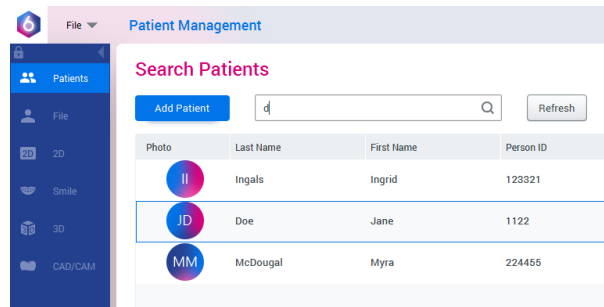 6 File Patient Management
Patients
File
2D 2D
Smile
3D
CAD/CAM
Search Patients
Add Patient d Refresh
Photo Last Name First Name Person ID
II Ingals Ingrid 123321
JD Doe Jane 1122
MM McDougal Myra 224455